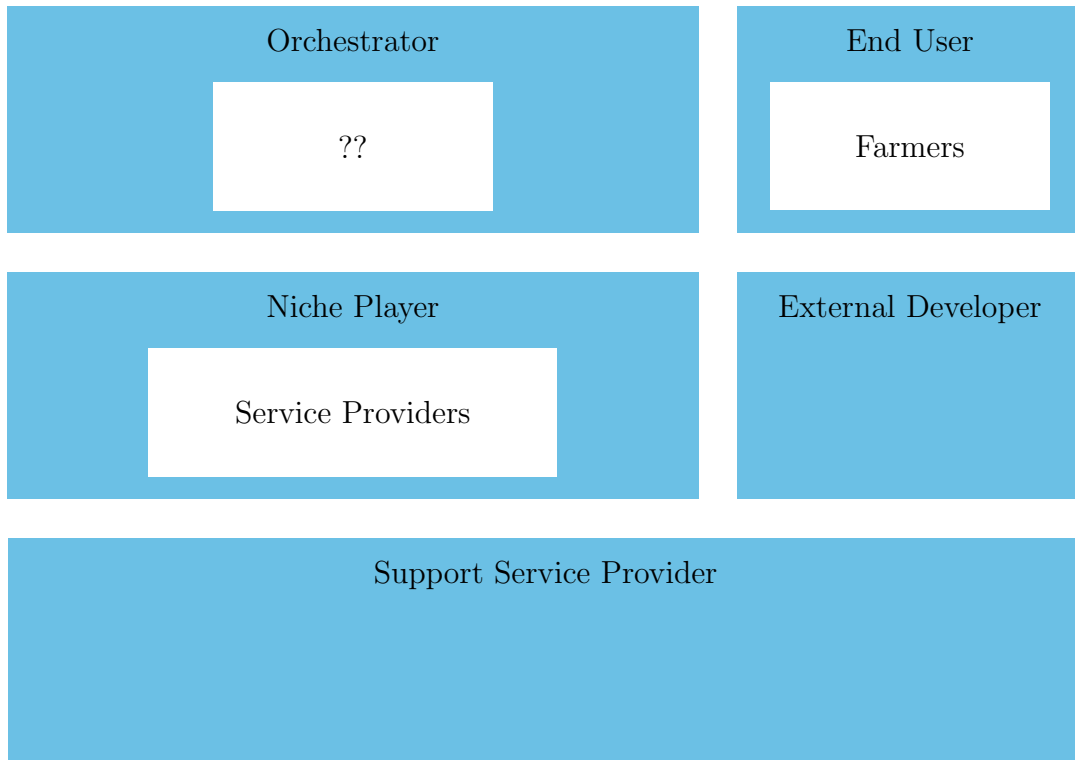 Orchestrator
??
End User
Farmers
Niche Player
Service Providers
External Developer
Support Service Provider